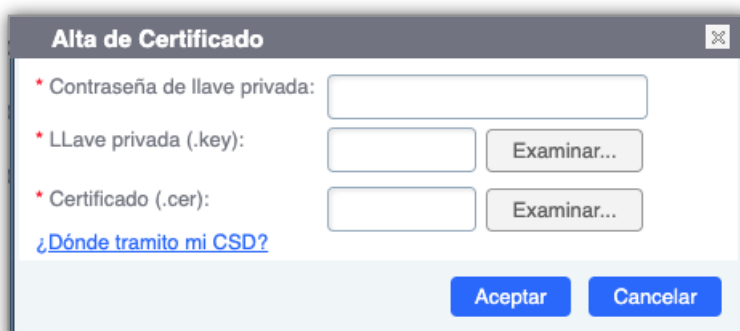 Alta de Certificado
* Contraseña de llave privada:
* LLave privada (.key):
Examinar...
* Certificado (.cer):
Examinar...
¿Dónde tramito mi CSD?
Aceptar
Cancelar